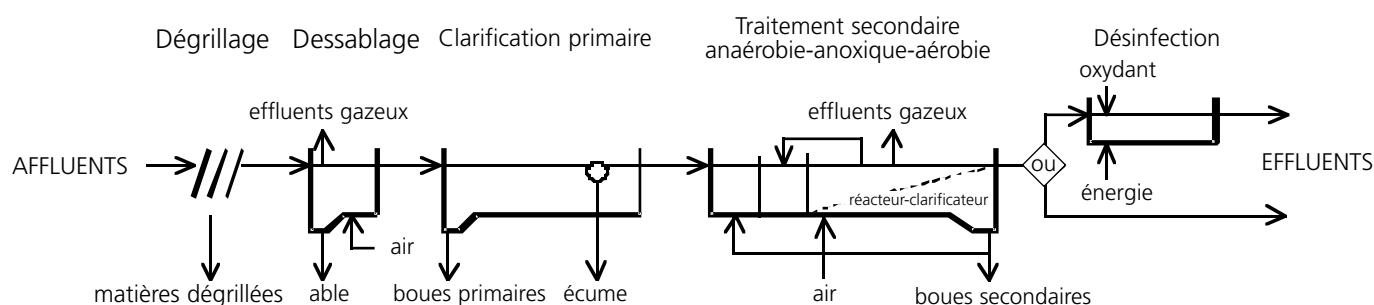 Dégrillage
Dessablage
Clarification primaire
Traitement secondaire
anaérobie-anoxique-aérobie
Désinfection
oxydant
effluents gazeux
effluents gazeux
AFFLUENTS
ou
EFFLUENTS
énergie
réacteur-clarificateur
air
matières dégrillées
able
boues primaires
écume
air
boues secondaires